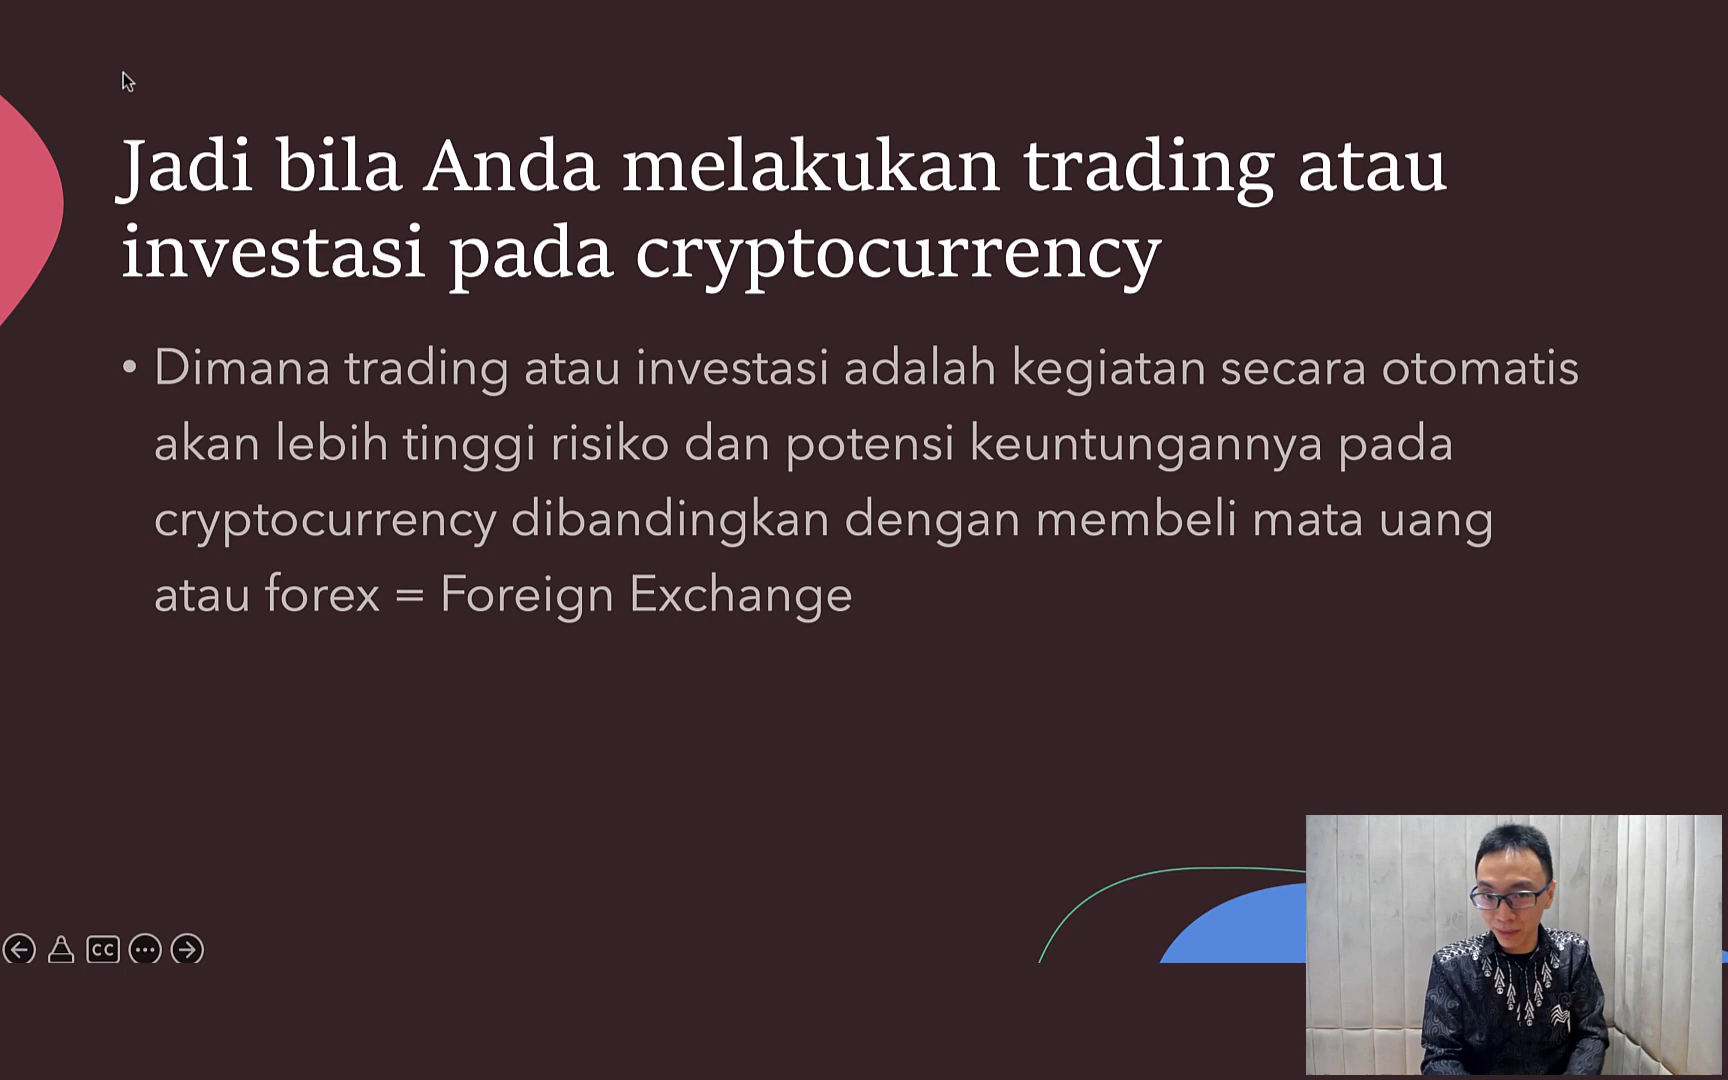 Jadi bila Anda melakukan trading atau
investasi pada cryptocurrency
• Dimana trading atau investasi adalah kegiatan secara otomatis
akan lebih tinggi risiko dan potensi keuntungannya pada
cryptocurrency dibandingkan dengan membeli mata uang
atau forex = Foreign Exchange
CC